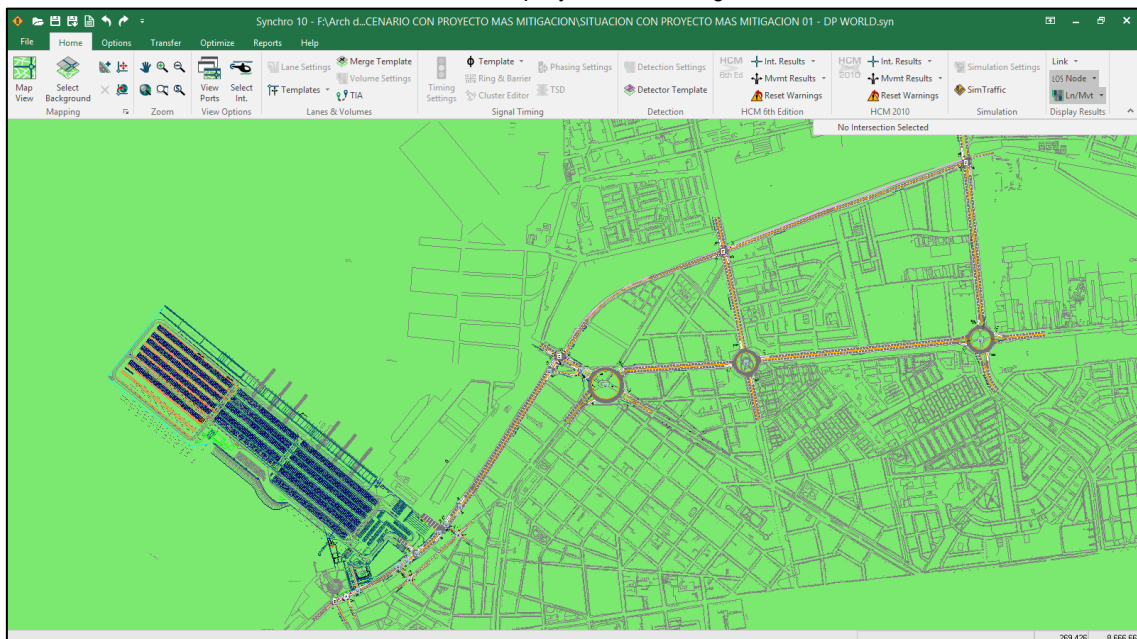 Synchro 10 - F:\Arch d...CENARIO CON PROYECTO MAS MITIGACION\SITUACION CON PROYECTO MAS MITIGACION 01 - DP WORLD.syn
File Home Options Transfer Optimize Reports Help
Map View
Select Background
Mapping
Zoom
View Ports
Select Int.
View Options
Lane Settings
Merge Template
Volume Settings
Templates
TIA
Lanes & Volumes
Timing Settings
Template
Phasing Settings
Ring & Barrier
Cluster Editor
TSD
Signal Timing
Detection Settings
Detector Template
Detection
HCM 6th Ed
Int. Results
Mvmt Results
Reset Warnings
HCM 6th Edition
HCM 2010
Int. Results
Mvmt Results
Reset Warnings
HCM 2010
Simulation Settings
SimTraffic
Simulation
Link
LOS Node
Ln/Mvt
Display Results
No Intersection Selected